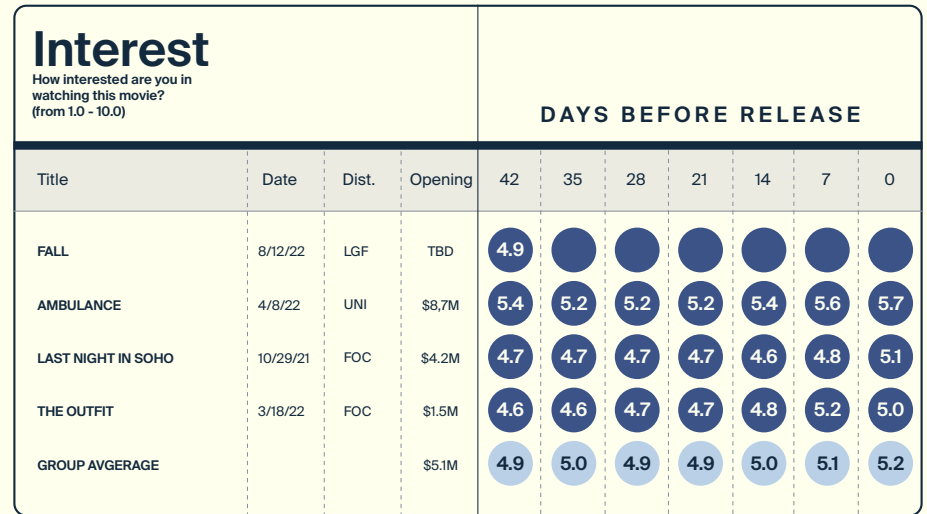 Interest
How interested are you in
watching this movie?
(from 1.0 - 10.0)
DAYS BEFORE RELEASE
Title Date Dist. Opening 42 35 28 21 14 7 0
FALL 8/12/22 LGF TBD 4.9
AMBULANCE 4/8/22 UNI $8,7M 5.4 5.2 5.2 5.2 5.4 5.6 5.7
LAST NIGHT IN SOHO 10/29/21 FOC $4.2M 4.7 4.7 4.7 4.7 4.6 4.8 5.1
THE OUTFIT 3/18/22 FOC $1.5M 4.6 4.6 4.7 4.7 4.8 5.2 5.0
GROUP AVGERAGE $5.1M 4.9 5.0 4.9 4.9 5.0 5.1 5.2